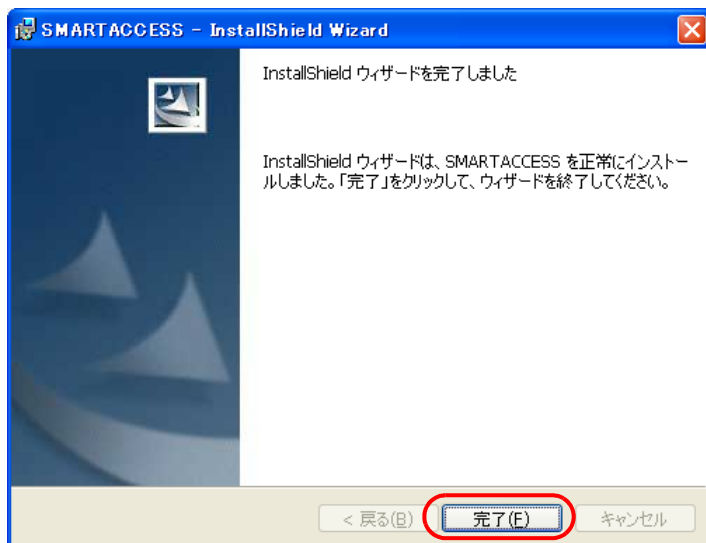 SMARTACCESS - InstallShield Wizard
InstallShield ウィザードを完了しました
InstallShield ウィザードは、SMARTACCESS を正常にインストー
ルしました。「完了」をクリックして、ウィザードを終了してください。
< 戻る(B)
完了(F)
キャンセル